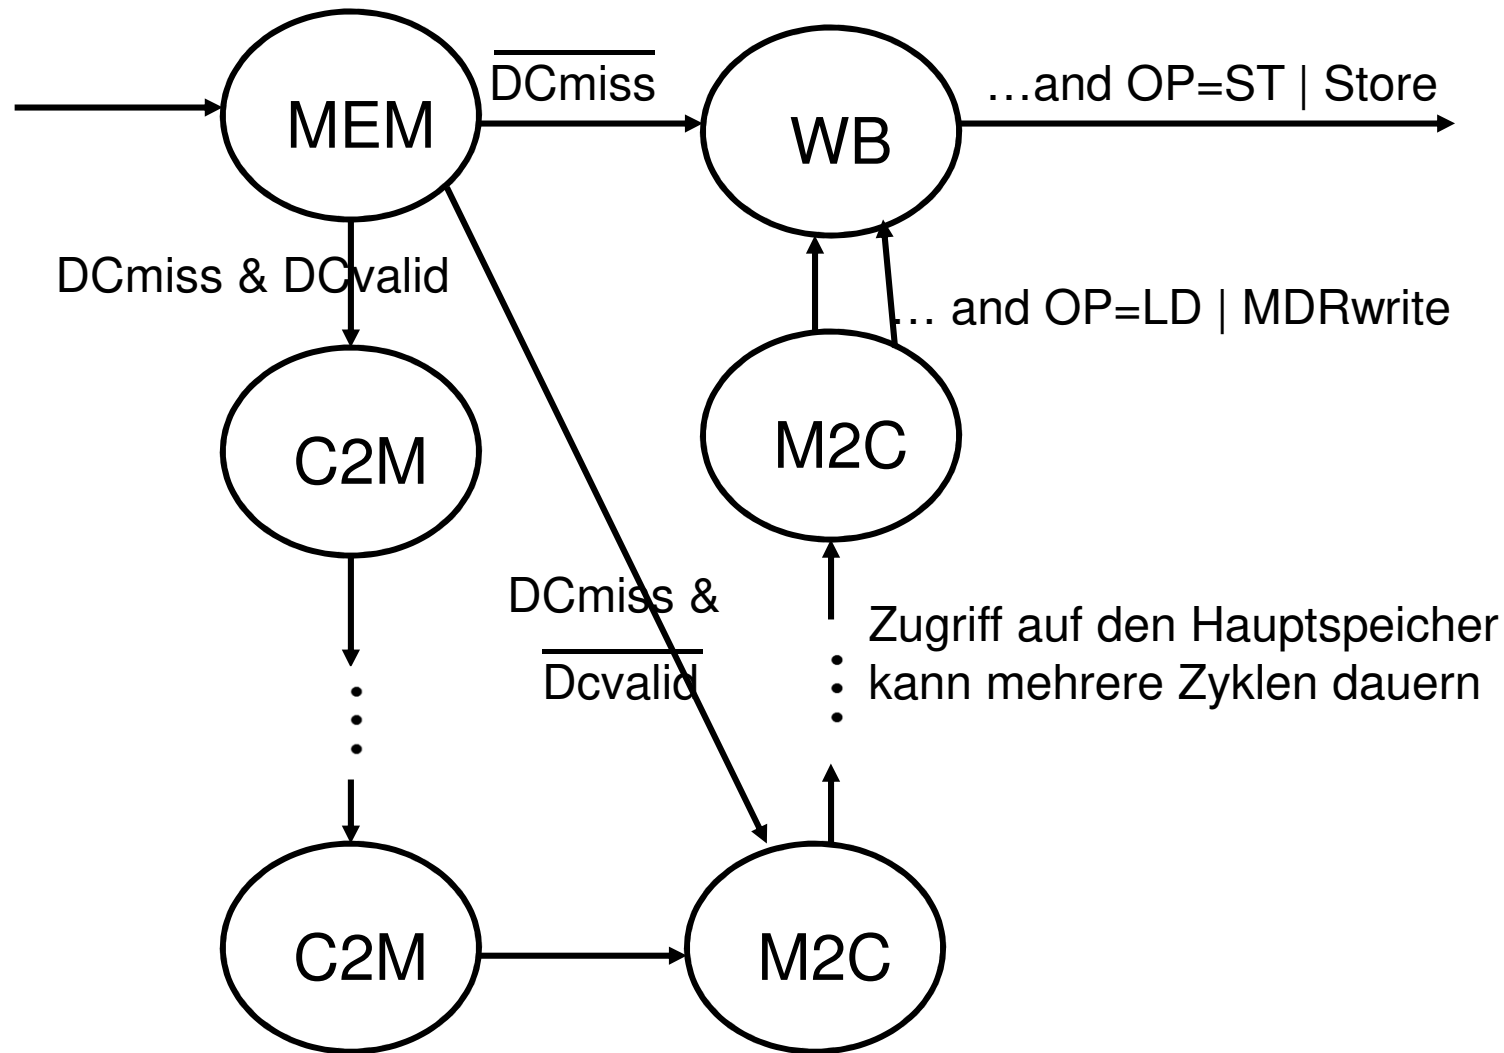 DCmiss
…and OP=ST | Store
MEM
WB
DCmiss & DCvalid
… and OP=LD | MDRwrite
C2M
M2C
DCmiss &
Dcvalid
Zugriff auf den Hauptspeicher
kann mehrere Zyklen dauern
C2M
M2C